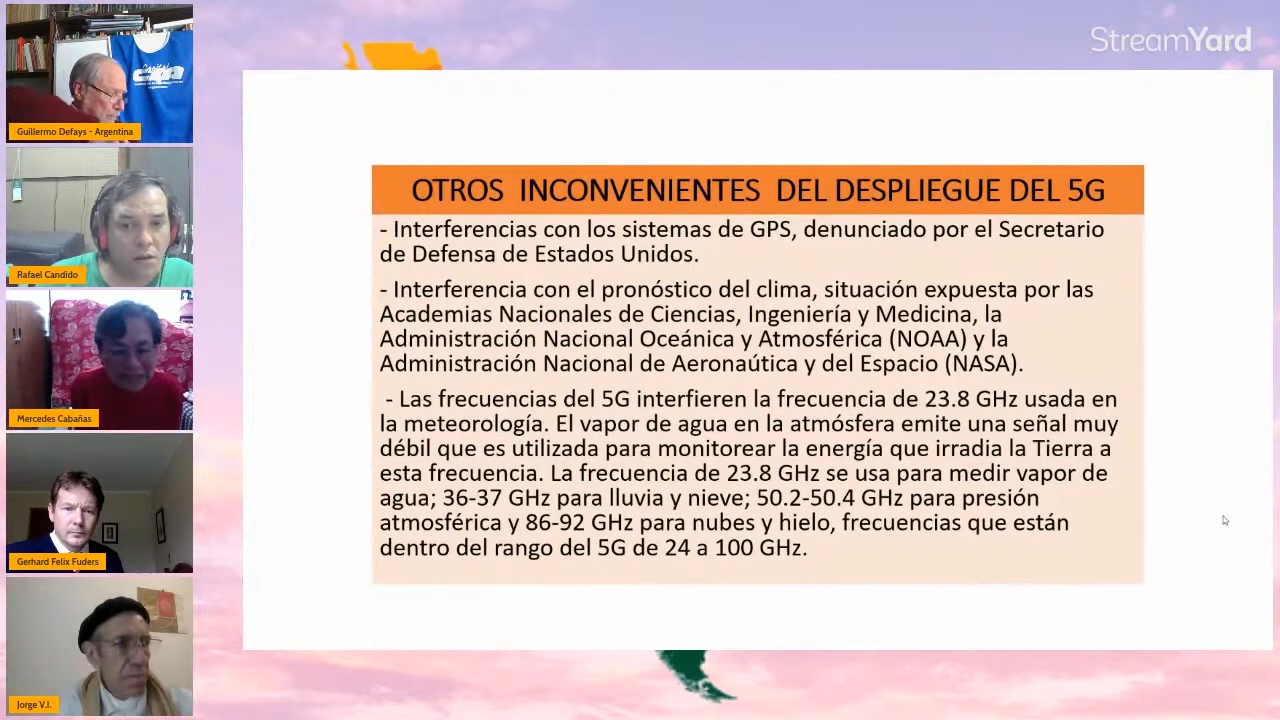 StreamYard
Guillermo Defays - Argentina
Rafael Candido
Mercedes Cabañas
Gerhard Felix Fuders
Jorge V.I.
OTROS INCONVENIENTES DEL DESPLIEGUE DEL 5G
- Interferencias con los sistemas de GPS, denunciado por el Secretario
de Defensa de Estados Unidos.
- Interferencia con el pronóstico del clima, situación expuesta por las
Academias Nacionales de Ciencias, Ingeniería y Medicina, la
Administración Nacional Oceánica y Atmosférica (NOAA) y la
Administración Nacional de Aeronaútica y del Espacio (NASA).
- Las frecuencias del 5G interfieren la frecuencia de 23.8 GHz usada en
la meteorología. El vapor de agua en la atmósfera emite una señal muy
débil que es utilizada para monitorear la energía que irradia la Tierra a
esta frecuencia. La frecuencia de 23.8 GHz se usa para medir vapor de
agua; 36-37 GHz para lluvia y nieve; 50.2-50.4 GHz para presión
atmosférica y 86-92 GHz para nubes y hielo, frecuencias que están
dentro del rango del 5G de 24 a 100 GHz.